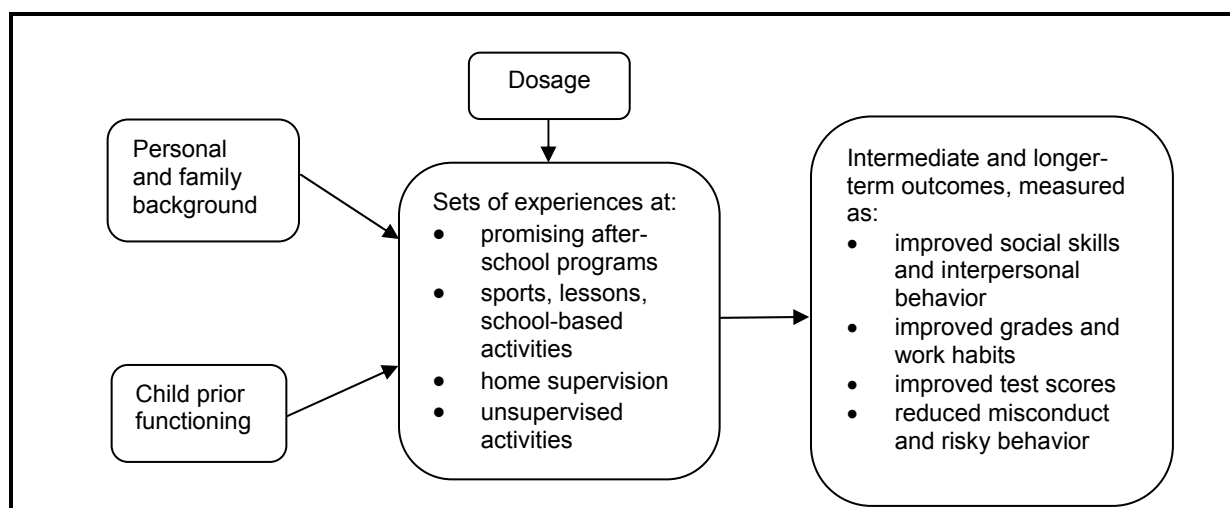 Dosage
Personal
and family
background
Child prior
functioning
Sets of experiences at:
• promising after-
school programs
• sports, lessons,
school-based
activities
• home supervision
• unsupervised
activities
Intermediate and longer-
term outcomes, measured
as:
• improved social skills
and interpersonal
behavior
• improved grades and
work habits
• improved test scores
• reduced misconduct
and risky behavior